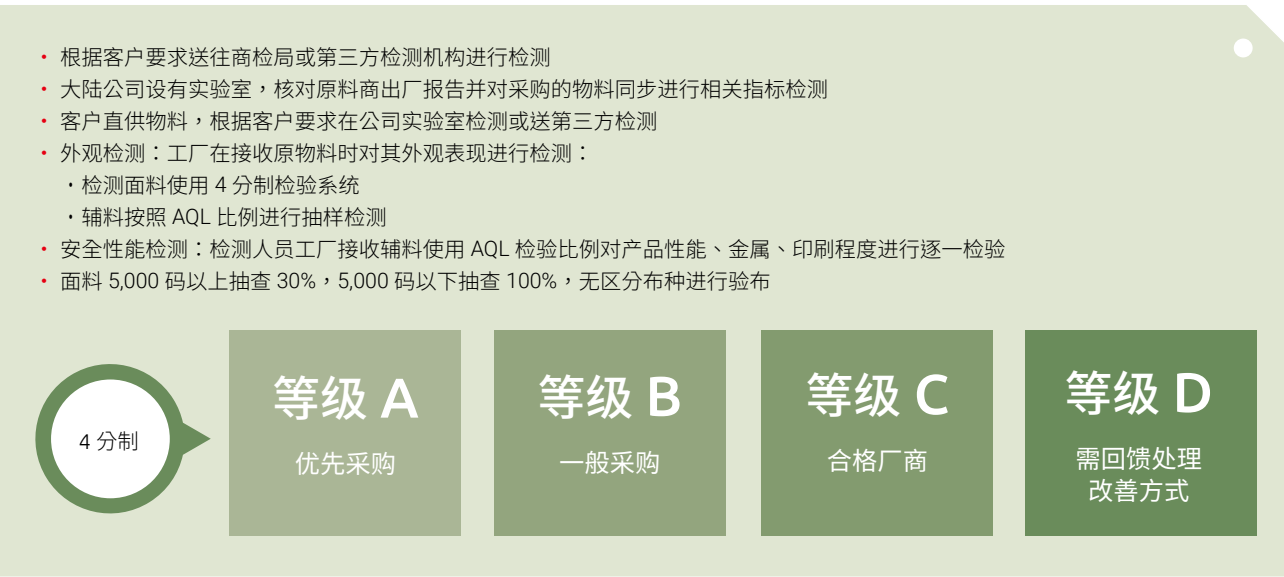 • 根据客户要求送往商检局或第三方检测机构进行检测
• 大陆公司设有实验室，核对原料商出厂报告并对采购的物料同步进行相关指标检测
• 客户直供物料，根据客户要求在公司实验室检测或送第三方检测
• 外观检测：工厂在接收原物料时对其外观表现进行检测：
・检测面料使用 4 分制检验系统
・辅料按照 AQL 比例进行抽样检测
• 安全性能检测：检测人员工厂接收辅料使用 AQL 检验比例对产品性能、金属、印刷程度进行逐一检验
• 面料 5,000 码以上抽查 30%，5,000 码以下抽查 100%，无区分布种进行验布
4 分制
等级 A
优先采购
等级 B
一般采购
等级 C
合格厂商
等级 D
需回馈处理
改善方式